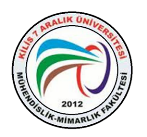 KİLİS 7 ARALIK ÜNİVERSİTESİ
2012
MÜHENDİSLİK-MİMARLIK FAKÜLTESİ